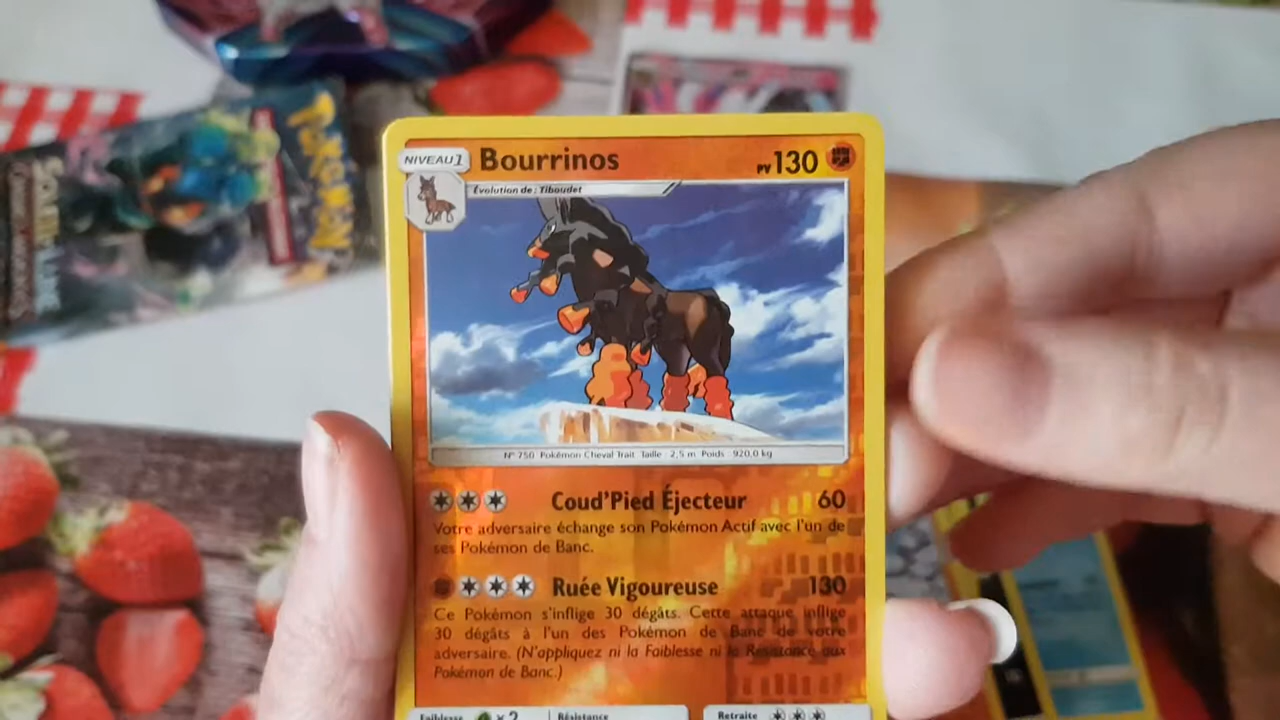 POKÉMON
NIVEAU 1
Bourrinos
PV 130
Évolution de : Tiboudet
N° 750 Pokémon Cheval Trait Taille : 2,5 m Poids : 920,0 kg
Coud'Pied Éjecteur 60
Votre adversaire échange son Pokémon Actif avec l'un de
ses Pokémon de Banc.
Ruée Vigoureuse 130
Ce Pokémon s'inflige 30 dégâts. Cette attaque inflige
30 dégâts à l'un des Pokémon de Banc de votre
adversaire. (N'appliquez ni la Faiblesse ni la Résistance aux
Pokémon de Banc.)
Faiblesse ×2 Résistance Retraite